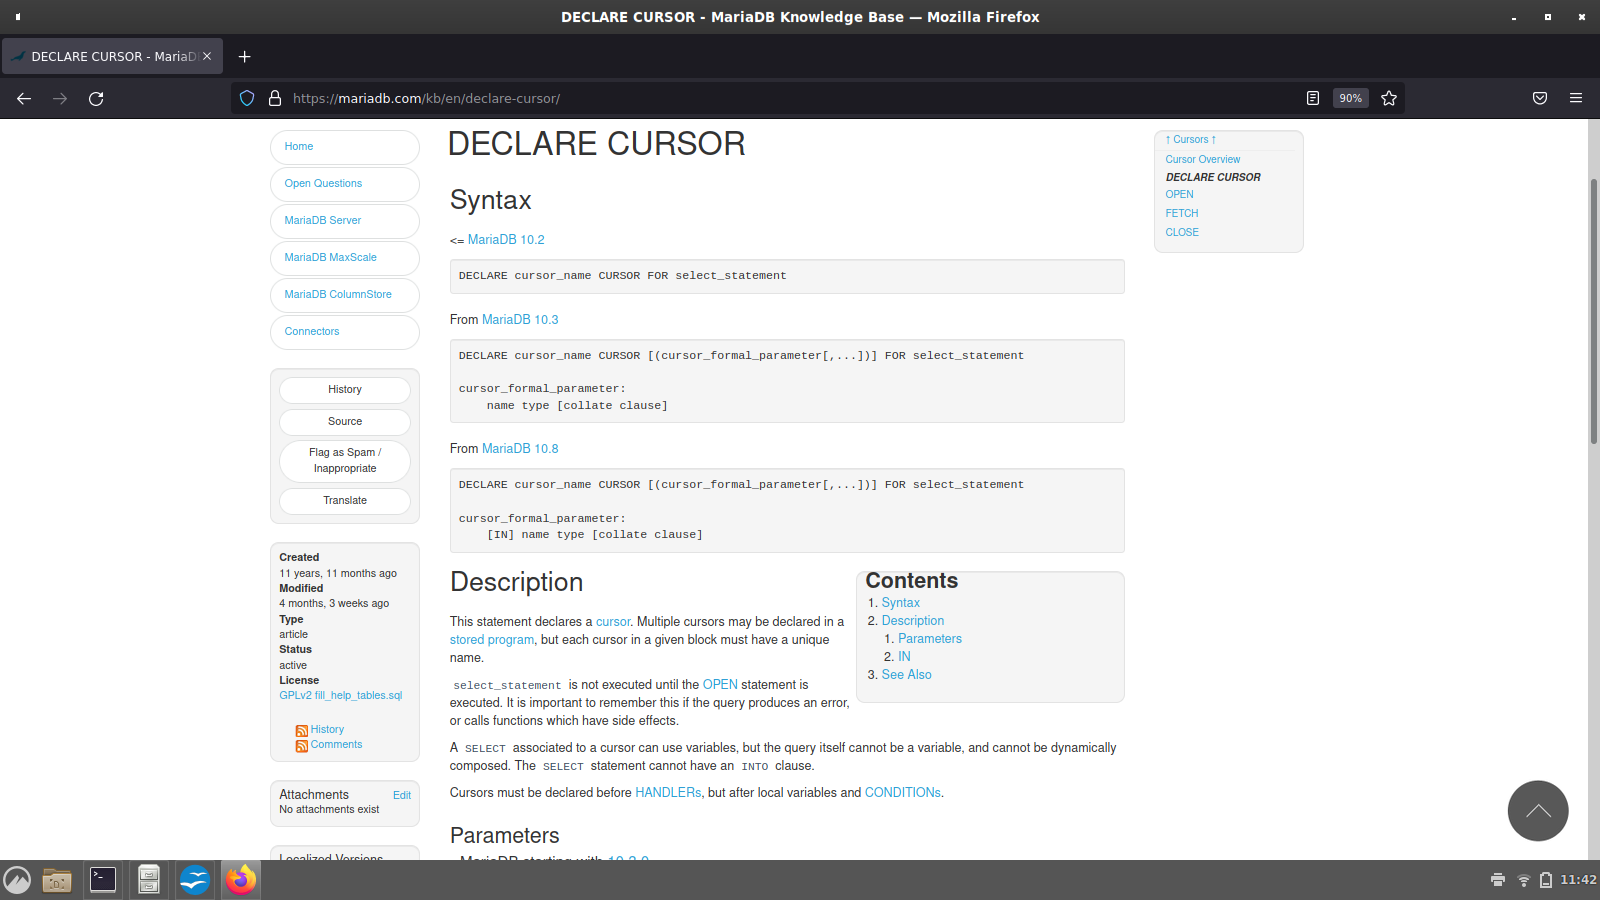 DECLARE CURSOR - MariaDB Knowledge Base — Mozilla Firefox
DECLARE CURSOR - MariaD
https://mariadb.com/kb/en/declare-cursor/
90%
Home
Open Questions
MariaDB Server
MariaDB MaxScale
MariaDB ColumnStore
Connectors
History
Source
Flag as Spam /
Inappropriate
Translate
Created
11 years, 11 months ago
Modified
4 months, 3 weeks ago
Type
article
Status
active
License
GPLv2 fill_help_tables.sql
History
Comments
Attachments Edit
No attachments exist
Localized Versions
DECLARE CURSOR
Syntax
<= MariaDB 10.2
DECLARE cursor_name CURSOR FOR select_statement
From MariaDB 10.3
DECLARE cursor_name CURSOR [(cursor_formal_parameter[,...])] FOR select_statement
cursor_formal_parameter:
name type [collate clause]
From MariaDB 10.8
DECLARE cursor_name CURSOR [(cursor_formal_parameter[,...])] FOR select_statement
cursor_formal_parameter:
[IN] name type [collate clause]
Description
This statement declares a cursor. Multiple cursors may be declared in a
stored program, but each cursor in a given block must have a unique
name.
select_statement is not executed until the OPEN statement is
executed. It is important to remember this if the query produces an error,
or calls functions which have side effects.
A SELECT associated to a cursor can use variables, but the query itself cannot be a variable, and cannot be dynamically
composed. The SELECT statement cannot have an INTO clause.
Cursors must be declared before HANDLERs, but after local variables and CONDITIONs.
Parameters
MariaDB starting with 10.3.0
Contents
1. Syntax
2. Description
1. Parameters
2. IN
3. See Also
↑ Cursors ↑
Cursor Overview
DECLARE CURSOR
OPEN
FETCH
CLOSE
11:42